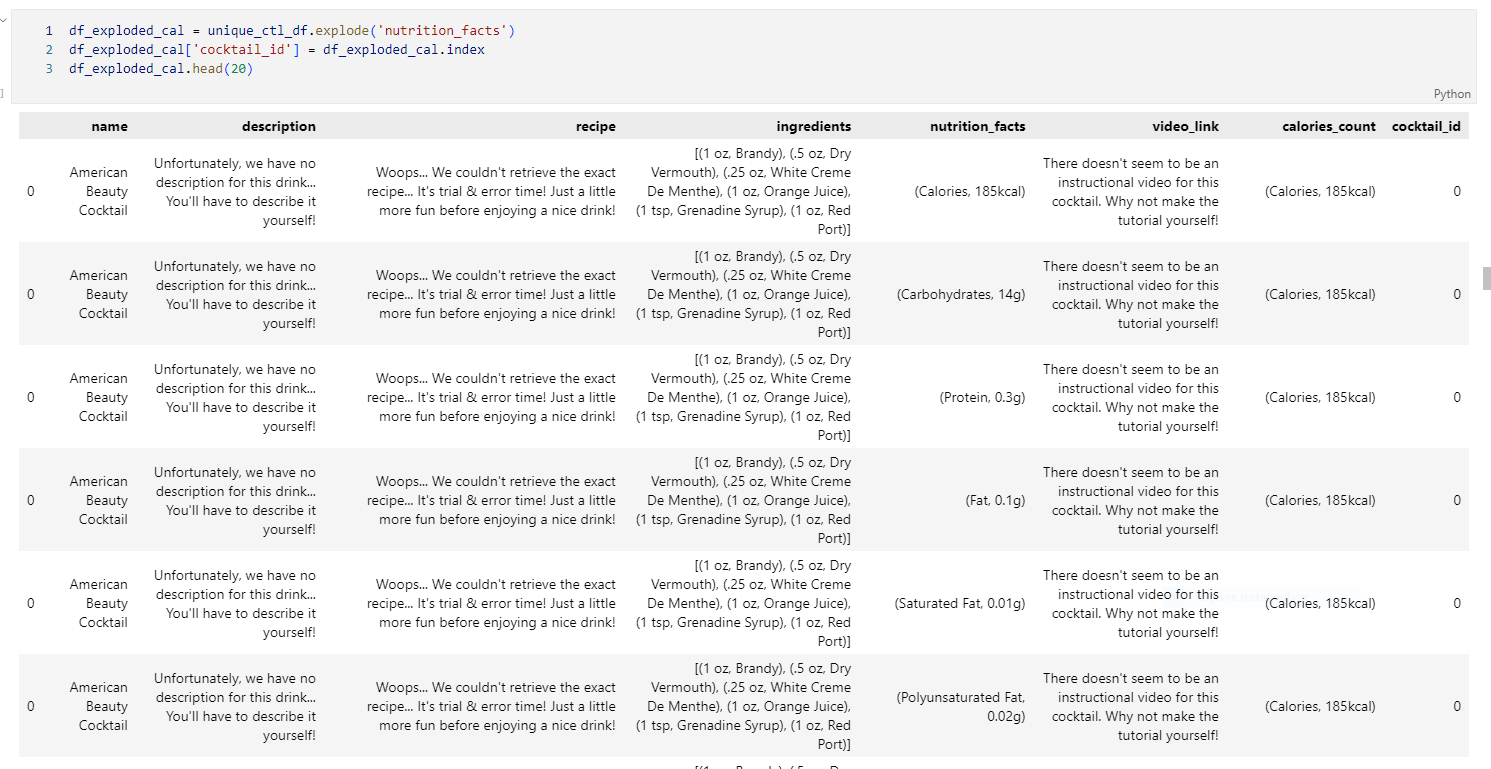 1 df_exploded_cal = unique_ctl_df.explode('nutrition_facts')
2 df_exploded_cal['cocktail_id'] = df_exploded_cal.index
3 df_exploded_cal.head(20)
Python
name description recipe ingredients nutrition_facts video_link calories_count cocktail_id
[(1 oz, Brandy), (.5 oz, Dry
Unfortunately, we have no There doesn't seem to be an
American Woops... We couldn't retrieve the exact Vermouth), (.25 oz, White Creme
description for this drink... instructional video for this
0 Beauty recipe... It's trial & error time! Just a little De Menthe), (1 oz, Orange Juice), (Calories, 185kcal) (Calories, 185kcal) 0
You'll have to describe it cocktail. Why not make the
Cocktail more fun before enjoying a nice drink! (1 tsp, Grenadine Syrup), (1 oz, Red
yourself! tutorial yourself!
Port)]
[(1 oz, Brandy), (.5 oz, Dry
Unfortunately, we have no There doesn't seem to be an
American Woops... We couldn't retrieve the exact Vermouth), (.25 oz, White Creme
description for this drink... instructional video for this
0 Beauty recipe... It's trial & error time! Just a little De Menthe), (1 oz, Orange Juice), (Carbohydrates, 14g) (Calories, 185kcal) 0
You'll have to describe it cocktail. Why not make the
Cocktail more fun before enjoying a nice drink! (1 tsp, Grenadine Syrup), (1 oz, Red
yourself! tutorial yourself!
Port)]
[(1 oz, Brandy), (.5 oz, Dry
Unfortunately, we have no There doesn't seem to be an
American Woops... We couldn't retrieve the exact Vermouth), (.25 oz, White Creme
description for this drink... instructional video for this
0 Beauty recipe... It's trial & error time! Just a little De Menthe), (1 oz, Orange Juice), (Protein, 0.3g) (Calories, 185kcal) 0
You'll have to describe it cocktail. Why not make the
Cocktail more fun before enjoying a nice drink! (1 tsp, Grenadine Syrup), (1 oz, Red
yourself! tutorial yourself!
Port)]
[(1 oz, Brandy), (.5 oz, Dry
Unfortunately, we have no There doesn't seem to be an
American Woops... We couldn't retrieve the exact Vermouth), (.25 oz, White Creme
description for this drink... instructional video for this
0 Beauty recipe... It's trial & error time! Just a little De Menthe), (1 oz, Orange Juice), (Fat, 0.1g) (Calories, 185kcal) 0
You'll have to describe it cocktail. Why not make the
Cocktail more fun before enjoying a nice drink! (1 tsp, Grenadine Syrup), (1 oz, Red
yourself! tutorial yourself!
Port)]
[(1 oz, Brandy), (.5 oz, Dry
Unfortunately, we have no There doesn't seem to be an
American Woops... We couldn't retrieve the exact Vermouth), (.25 oz, White Creme
description for this drink... instructional video for this
0 Beauty recipe... It's trial & error time! Just a little De Menthe), (1 oz, Orange Juice), (Saturated Fat, 0.01g) (Calories, 185kcal) 0
You'll have to describe it cocktail. Why not make the
Cocktail more fun before enjoying a nice drink! (1 tsp, Grenadine Syrup), (1 oz, Red
yourself! tutorial yourself!
Port)]
[(1 oz, Brandy), (.5 oz, Dry
Unfortunately, we have no There doesn't seem to be an
American Woops... We couldn't retrieve the exact Vermouth), (.25 oz, White Creme (Polyunsaturated Fat,
description for this drink... instructional video for this
0 Beauty recipe... It's trial & error time! Just a little De Menthe), (1 oz, Orange Juice), (Calories, 185kcal) 0
You'll have to describe it 0.02g) cocktail. Why not make the
Cocktail more fun before enjoying a nice drink! (1 tsp, Grenadine Syrup), (1 oz, Red
yourself! tutorial yourself!
Port)]